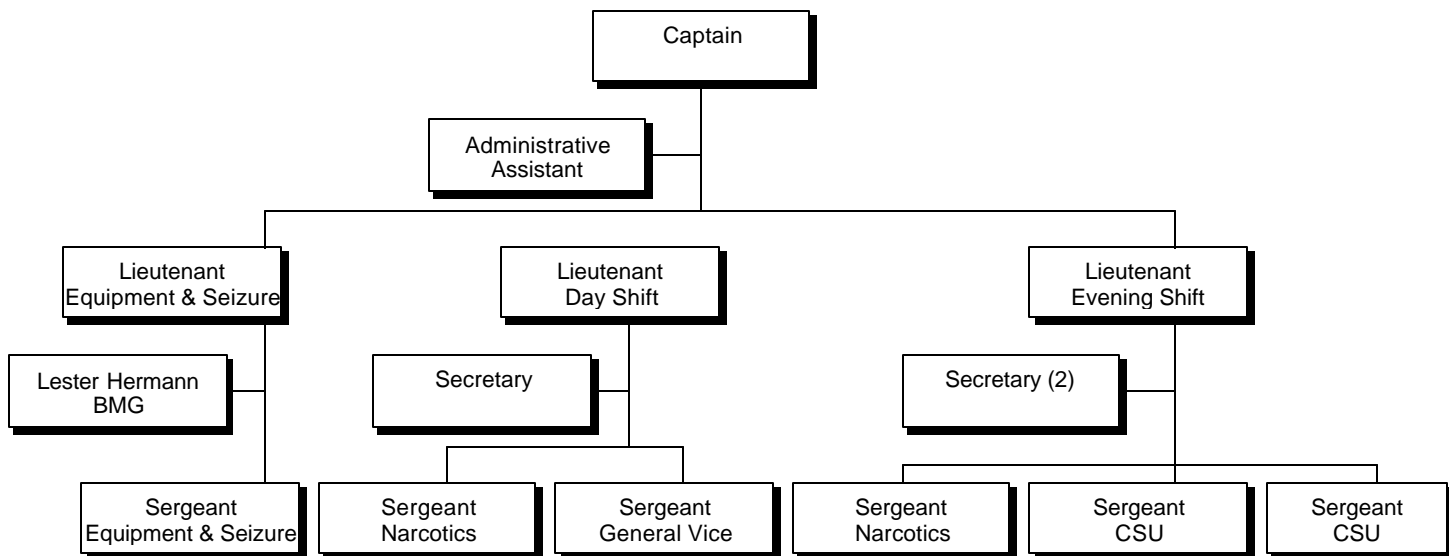 Captain
Administrative
Assistant
Lieutenant
Equipment & Seizure
Lieutenant
Day Shift
Lieutenant
Evening Shift
Lester Hermann
BMG
Secretary
Secretary (2)
Sergeant
Equipment & Seizure
Sergeant
Narcotics
Sergeant
General Vice
Sergeant
Narcotics
Sergeant
CSU
Sergeant
CSU